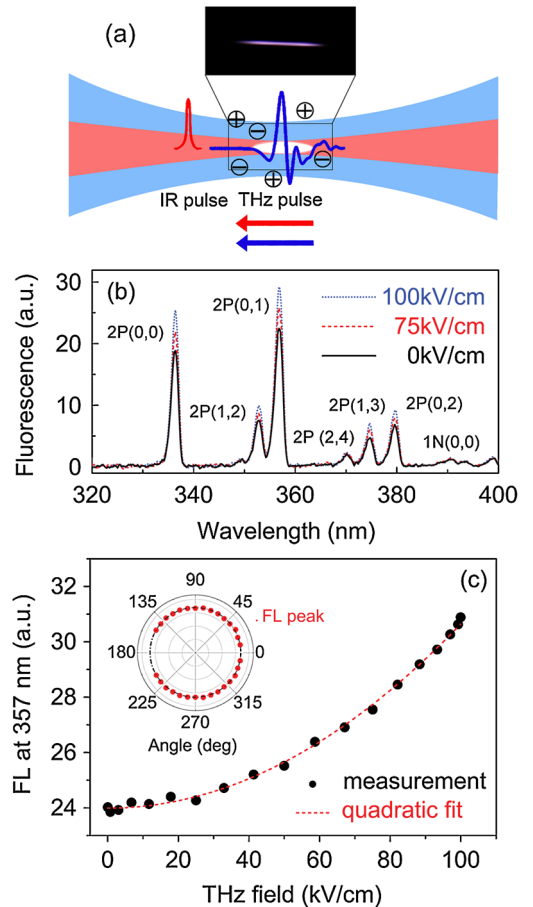 (a)
+
+
−
−
−
+
IR pulse THz pulse
(b)
100kV/cm
75kV/cm
0kV/cm
2P(0,0)
2P(0,1)
2P(1,2)
2P(1,3)
2P(0,2)
2P (2,4)
1N(0,0)
Fluorescence (a.u.)
30
20
10
0
320 340 360 380 400
Wavelength (nm)
(c)
FL at 357 nm (a.u.)
32
30
28
26
24
90
135 45
180 0
225 315
270
FL peak
Angle (deg)
measurement
quadratic fit
0 20 40 60 80 100
THz field (kV/cm)